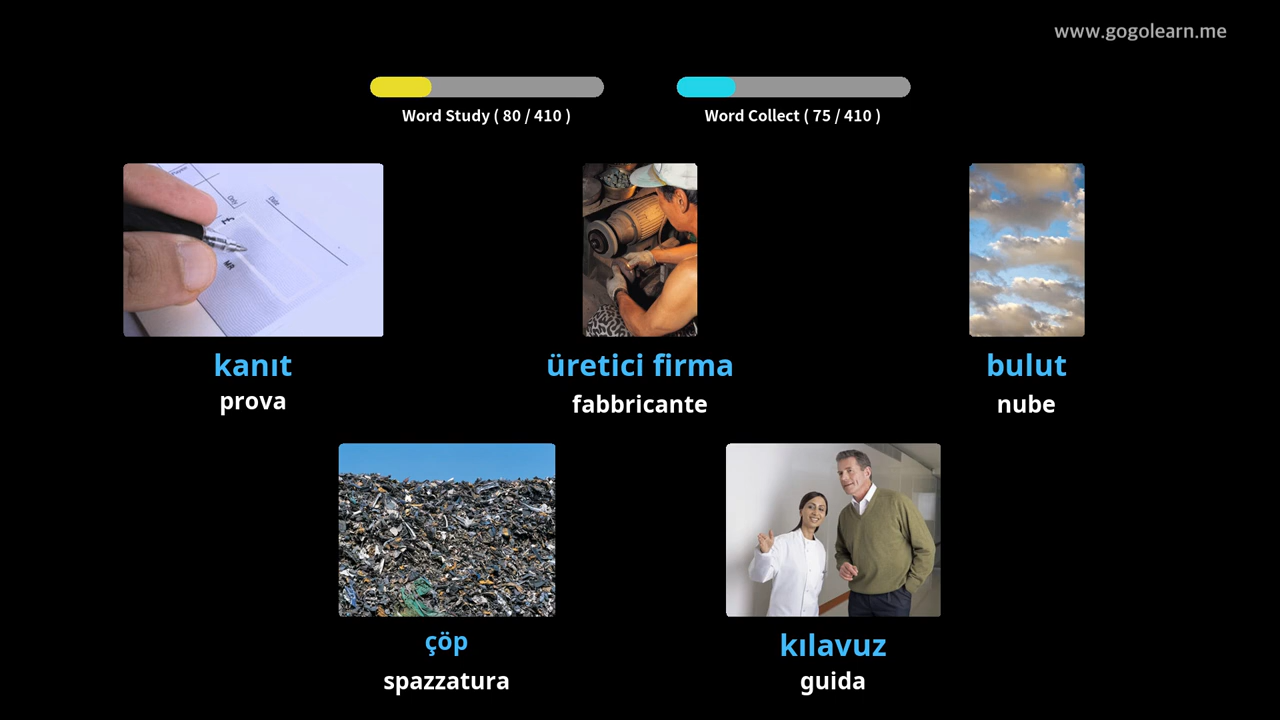 www.gogolearn.me
Word Study ( 80 / 410 )
Word Collect ( 75 / 410 )
kanıt
prova
üretici firma
fabbricante
bulut
nube
çöp
spazzatura
kılavuz
guida